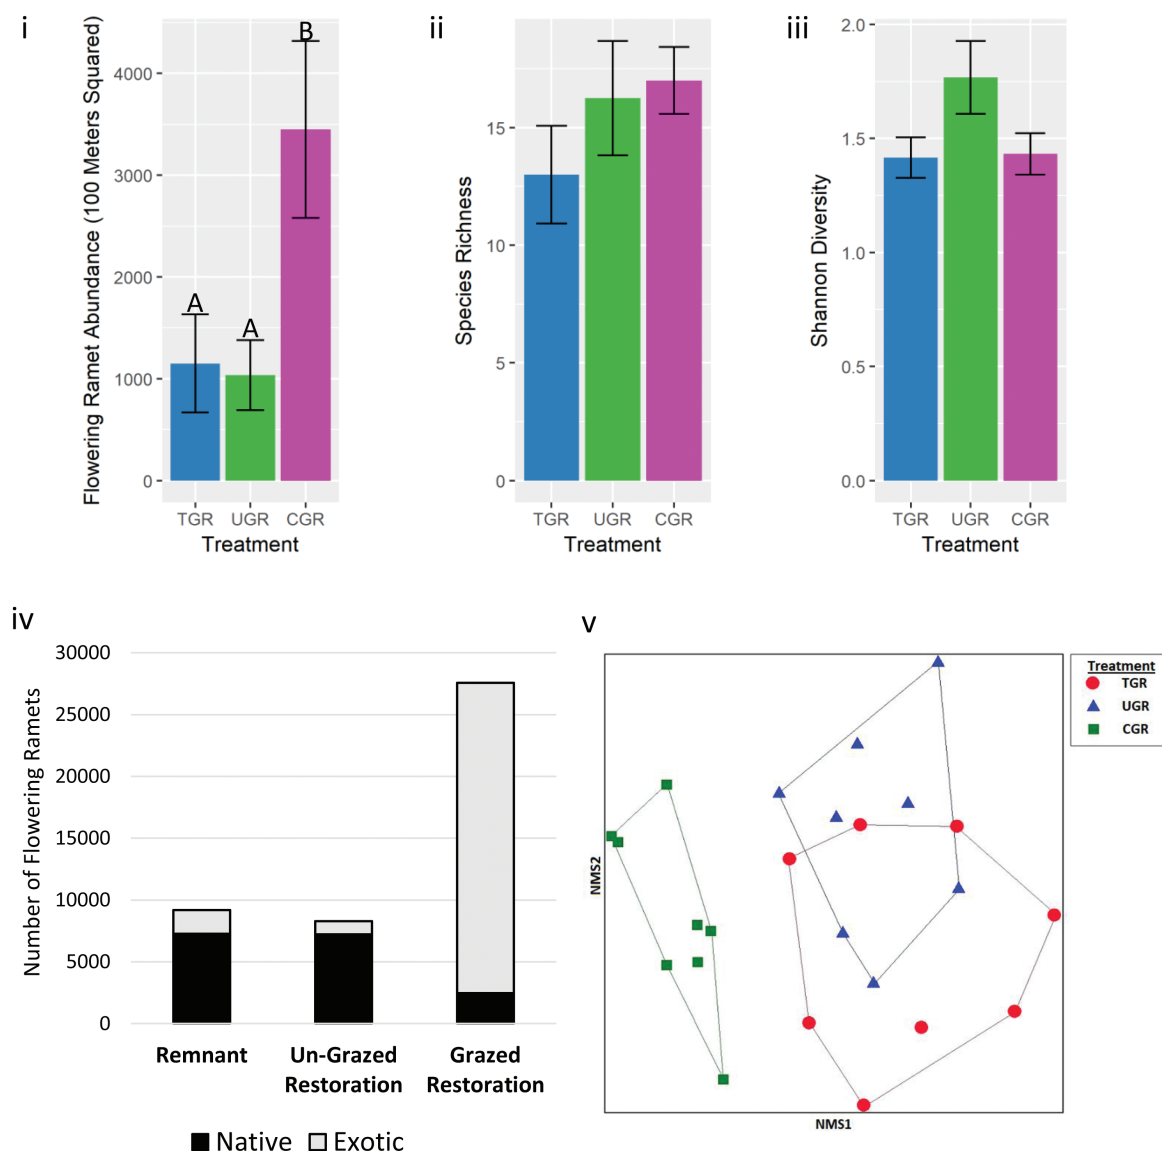 i
Flowering Ramet Abundance (100 Meters Squared)
4000
3000
2000
1000
0
A
A
B
TGR UGR CGR
Treatment
ii
Species Richness
15
10
5
0
TGR UGR CGR
Treatment
iii
Shannon Diversity
2.0
1.5
1.0
0.5
0.0
TGR UGR CGR
Treatment
iv
Number of Flowering Ramets
30000
25000
20000
15000
10000
5000
0
Remnant
Un-Grazed
Restoration
Grazed
Restoration
Native Exotic
v
NMS2
NMS1
Treatment
TGR
UGR
CGR